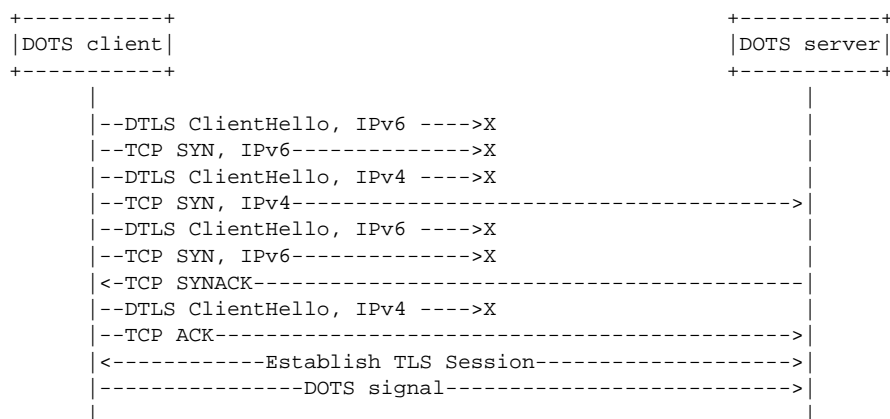 +-----------+                                            +-----------+
|DOTS client|                                            |DOTS server|
+-----------+                                            +-----------+
      |                                                        |
      |--DTLS ClientHello, IPv6 ---->X                         |
      |--TCP SYN, IPv6-------------->X                         |
      |--DTLS ClientHello, IPv4 ---->X                         |
      |--TCP SYN, IPv4--------------------------------------->|
      |--DTLS ClientHello, IPv6 ---->X                         |
      |--TCP SYN, IPv6-------------->X                         |
      |<-TCP SYNACK-------------------------------------------|
      |--DTLS ClientHello, IPv4 ---->X                         |
      |--TCP ACK--------------------------------------------->|
      |<------------Establish TLS Session-------------------->|
      |----------------DOTS signal--------------------------->|
      |                                                        |